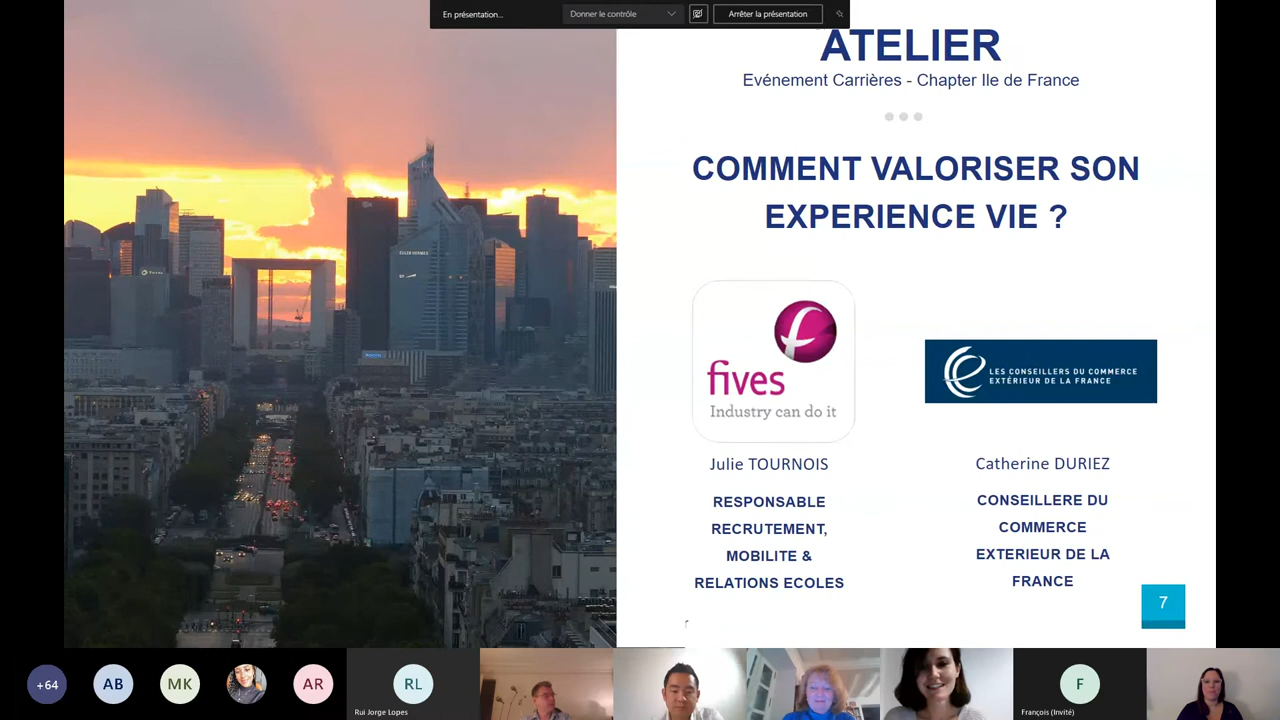 En présentation...
Donner le contrôle
Arrêter la présentation
ATELIER
Evénement Carrières - Chapter Ile de France
COMMENT VALORISER SON
EXPERIENCE VIE ?
fives
Industry can do it
LES CONSEILLERS DU COMMERCE
EXTÉRIEUR DE LA FRANCE
Julie TOURNOIS
RESPONSABLE
RECRUTEMENT,
MOBILITE &
RELATIONS ECOLES
Catherine DURIEZ
CONSEILLERE DU
COMMERCE
EXTERIEUR DE LA
FRANCE
7
+64
AB
MK
AR
RL
Rui Jorge Lopes
F
François (Invité)